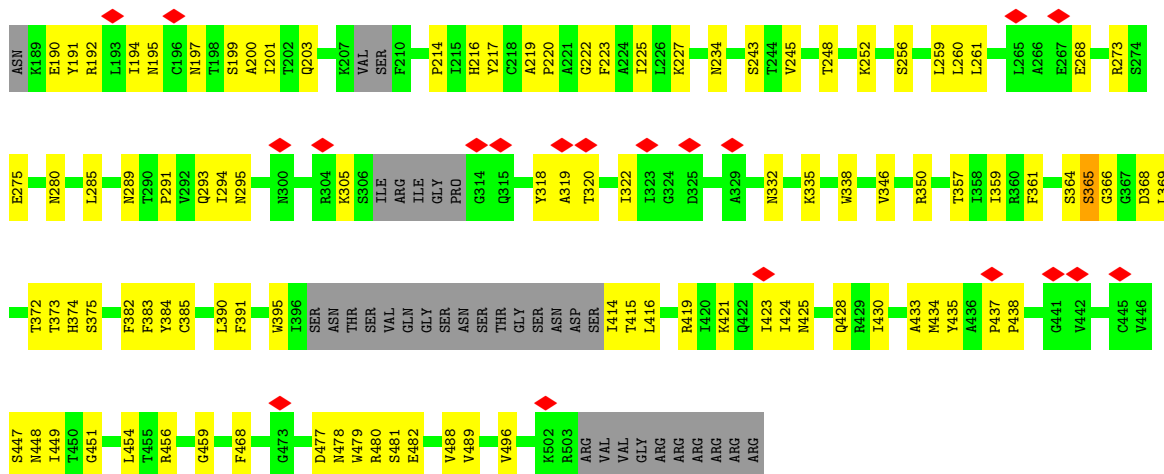 ASN K189 E190 Y191 R192 L193 I194 N195 C196 N197 T198 S199 A200 I201 T202 Q203 K207 VAL SER F210 P214 I215 H216 Y217 C218 A219 P220 A221 G222 F223 A224 I225 L226 K227 N234 S243 T244 V245 T248 K252 S256 L259 L260 L261 L265 A266 E267 E268 R273 S274
E275 N280 L285 N289 T290 P291 V292 Q293 I294 N295 N300 R304 K305 S306 ILE ARG ILE GLY PRO G314 Q315 Y318 A319 T320 I322 I323 G324 D325 A329 N332 K335 W338 V346 R350 T357 I358 I359 R360 F361 S364 S365 G366 G367 D368 L369
T372 T373 H374 S375 F382 F383 Y384 C385 L390 F391 W395 I396 SER ASN THR SER VAL GLN GLY SER ASN SER THR GLY SER ASN ASP SER I414 T415 L416 R419 I420 K421 Q422 I423 I424 N425 Q428 R429 I430 A433 M434 Y435 A436 P437 P438 G441 V442 C445 V446
S447 N448 I449 T450 G451 L454 T455 R456 G459 F468 G473 D477 N478 W479 R480 S481 E482 V488 V489 V496 K502 R503 ARG VAL VAL GLY ARG ARG ARG ARG ARG ARG